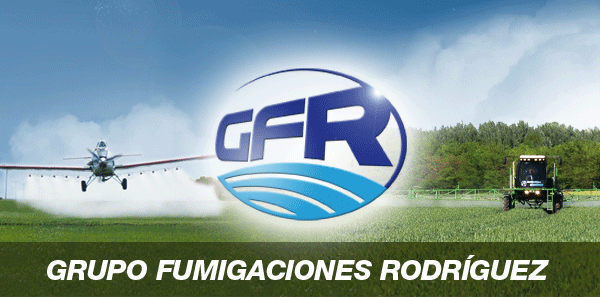 GFR
GRUPO FUMIGACIONES RODRÍGUEZ